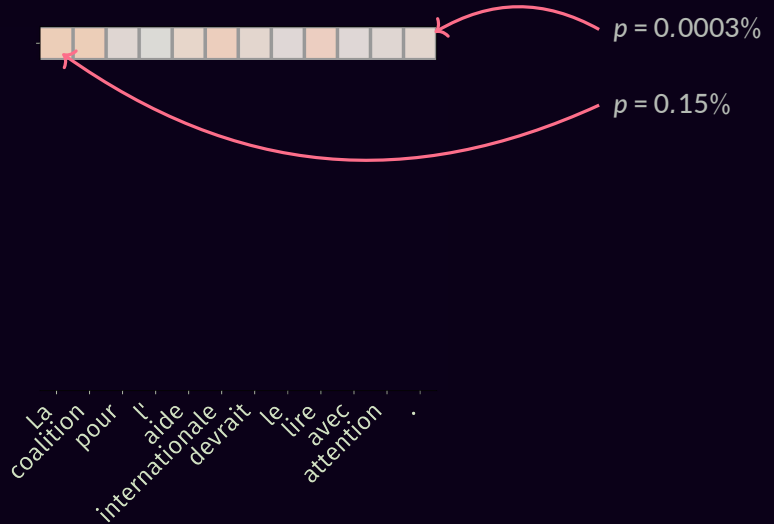 p = 0.0003%
p = 0.15%
La
coalition
pour
l'
aide
internationale
devrait
le
lire
avec
attention
.